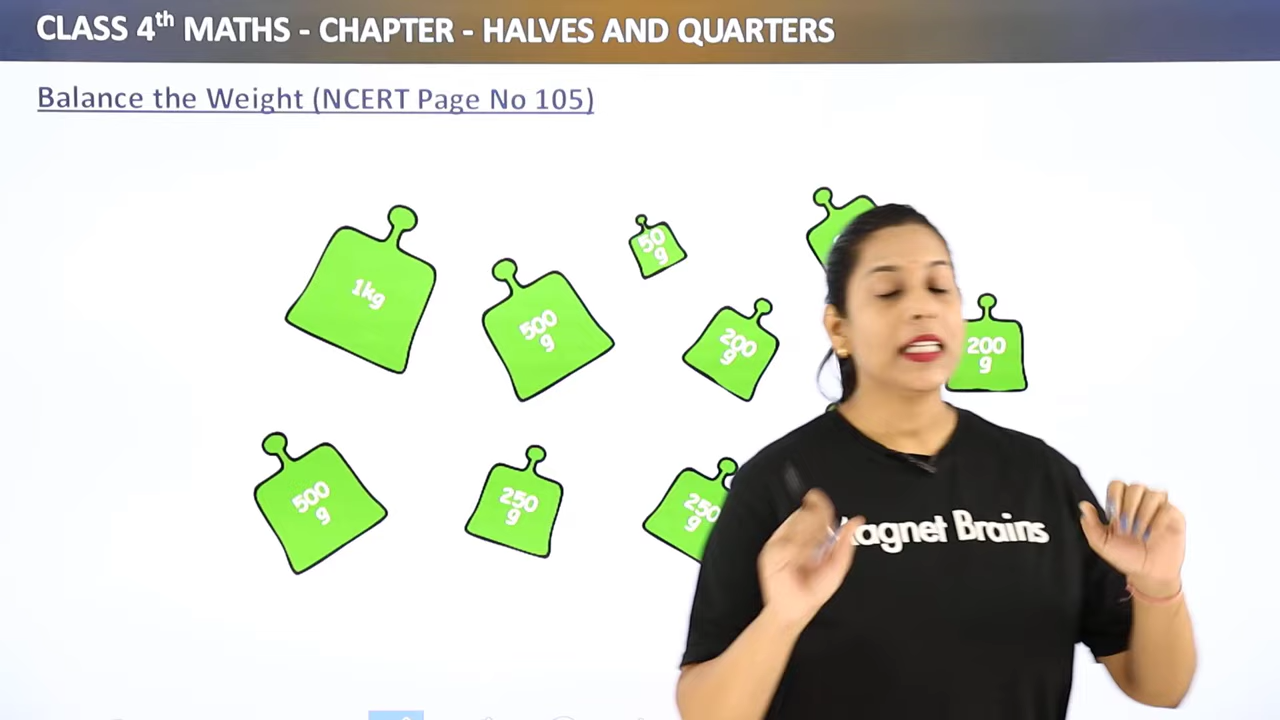 CLASS 4th MATHS - CHAPTER - HALVES AND QUARTERS
Balance the Weight (NCERT Page No 105)
1kg
500
g
50
g
200
g
200
g
500
g
250
g
250
g
Magnet Brains